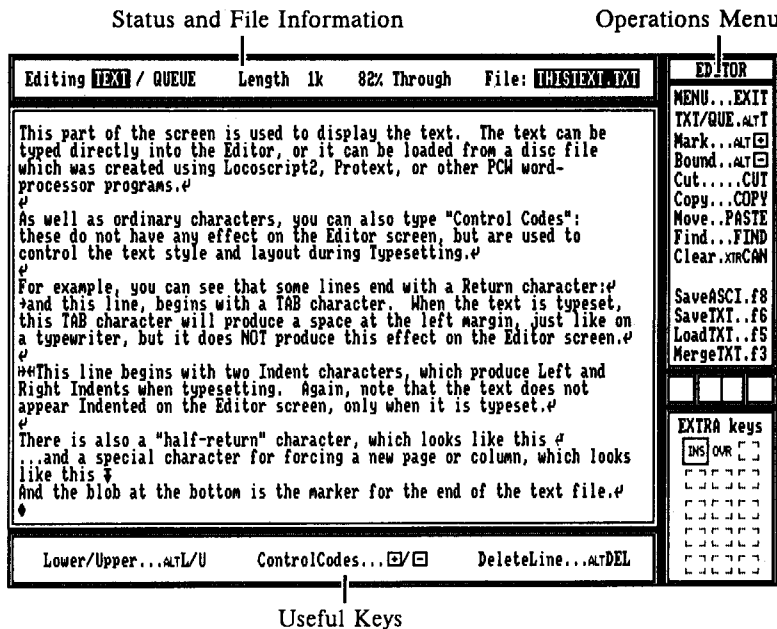 Status and File Information
Operations Menu
Editing TEXT / QUEUE Length 1k 82% Through File: THISTEXT.TXT
This part of the screen is used to display the text. The text can be
typed directly into the Editor, or it can be loaded from a disc file
which was created using Locoscript2, Protext, or other PCW word-
processor programs.↵
↵
As well as ordinary characters, you can also type "Control Codes":
these do not have any effect on the Editor screen, but are used to
control the text style and layout during Typesetting.↵
↵
For example, you can see that some lines end with a Return character:↵
→and this line, begins with a TAB character. When the text is typeset,
this TAB character will produce a space at the left margin, just like on
a typewriter, but it does NOT produce this effect on the Editor screen.↵
↵
⇥⇤This line begins with two Indent characters, which produce Left and
Right Indents when typesetting. Again, note that the text does not
appear Indented on the Editor screen, only when it is typeset.↵
↵
There is also a "half-return" character, which looks like this ↵
...and a special character for forcing a new page or column, which looks
like this ↧
And the blob at the bottom is the marker for the end of the text file.↵
♦
EDITOR
MENU...EXIT
TXT/QUE.ALTT
Mark...ALT⊞
Bound..ALT⊟
Cut.....CUT
Copy...COPY
Move..PASTE
Find...FIND
Clear.XTRCAN
SaveASCI.f8
SaveTXT..f6
LoadTXT..f5
MergeTXT.f3
EXTRA keys
INS OVR
Lower/Upper...ALTL/U ControlCodes...⊞/⊟ DeleteLine...ALTDEL
Useful Keys